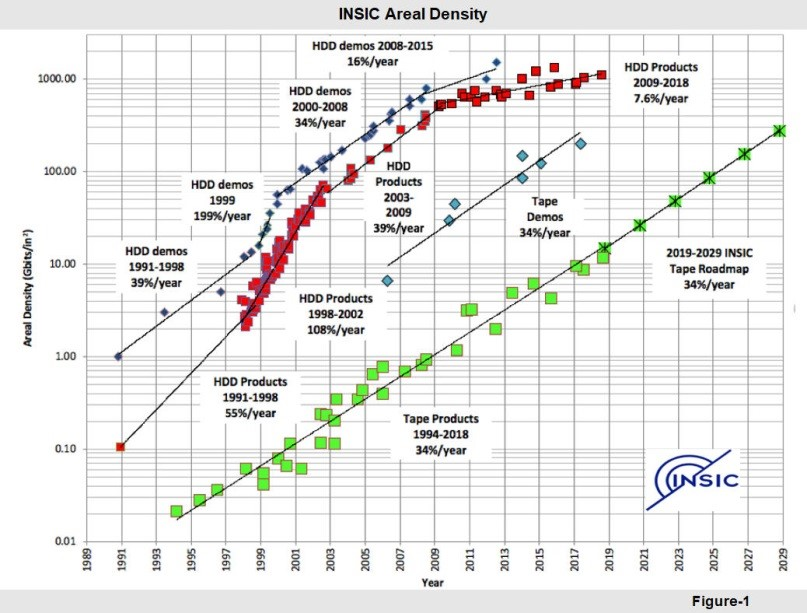 INSIC Areal Density
HDD demos 2008-2015
16%/year
HDD demos
2000-2008
34%/year
HDD Products
2009-2018
7.6%/year
HDD demos
1999
199%/year
HDD
Products
2003-
2009
39%/year
Tape
Demos
34%/year
HDD demos
1991-1998
39%/year
2019-2029 INSIC
Tape Roadmap
34%/year
HDD Products
1998-2002
108%/year
HDD Products
1991-1998
55%/year
Tape Products
1994-2018
34%/year
INSIC
Areal Density (Gbits/in²)
1000.00
100.00
10.00
1.00
0.10
0.01
1989
1991
1993
1995
1997
1999
2001
2003
2005
2007
2009
2011
2013
2015
2017
2019
2021
2023
2025
2027
2029
Year
Figure-1